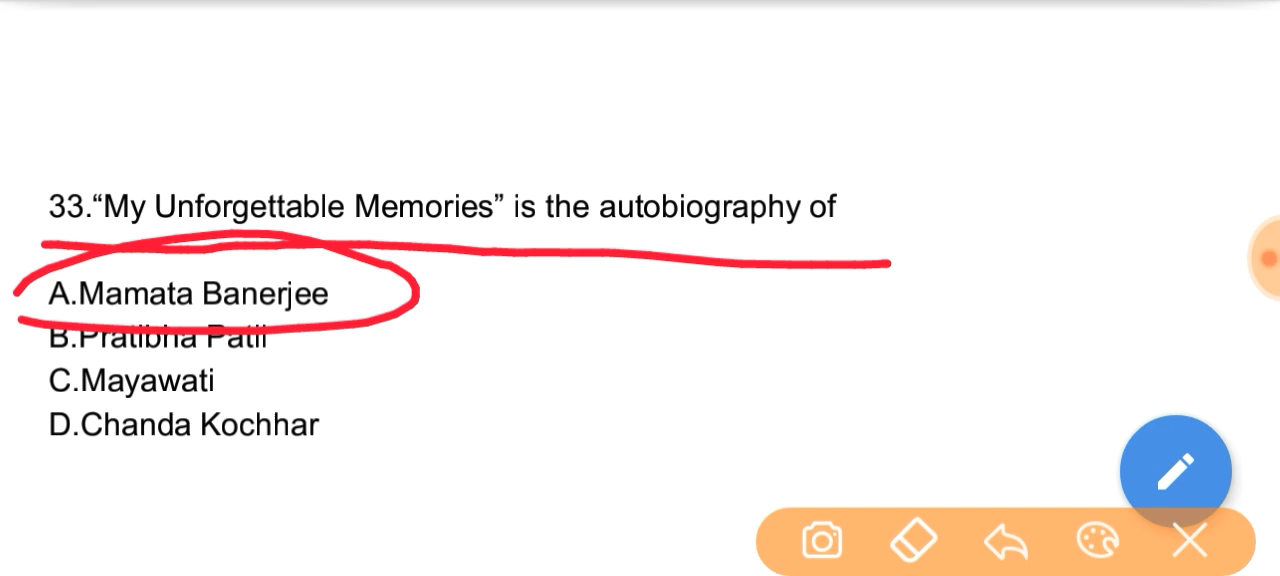 33.“My Unforgettable Memories” is the autobiography of
A.Mamata Banerjee
B.Pratibha Patil
C.Mayawati
D.Chanda Kochhar